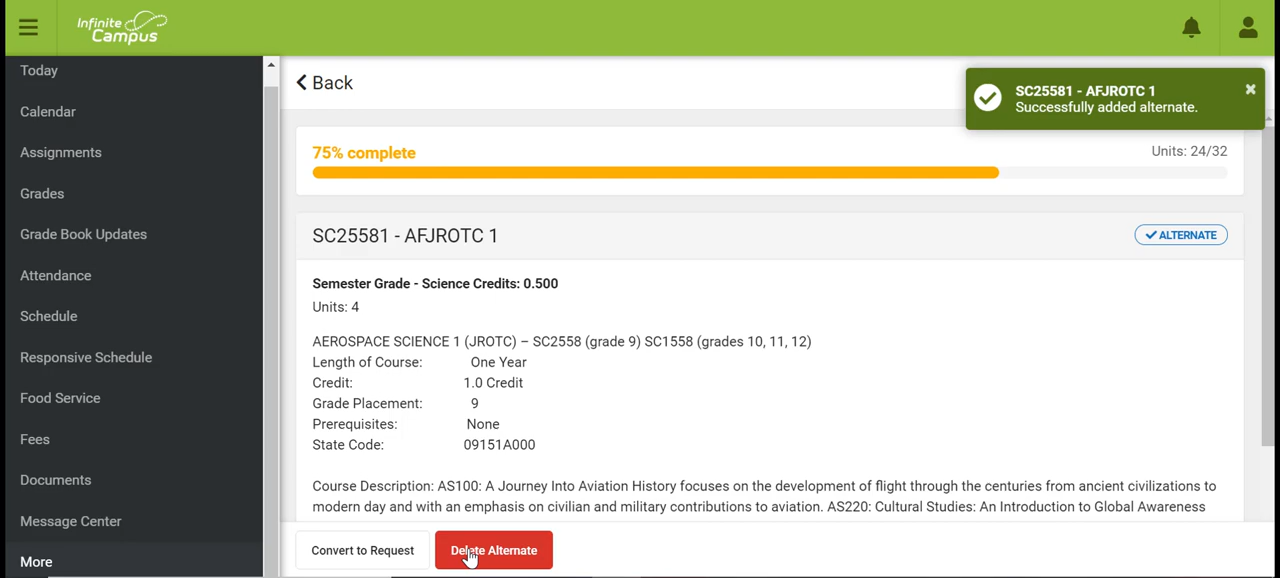 Infinite
Campus
Today
Calendar
Assignments
Grades
Grade Book Updates
Attendance
Schedule
Responsive Schedule
Food Service
Fees
Documents
Message Center
More
Back
SC25581 - AFJROTC 1
Successfully added alternate.
75% complete
Units: 24/32
SC25581 - AFJROTC 1
ALTERNATE
Semester Grade - Science Credits: 0.500
Units: 4
AEROSPACE SCIENCE 1 (JROTC) – SC2558 (grade 9) SC1558 (grades 10, 11, 12)
Length of Course: One Year
Credit: 1.0 Credit
Grade Placement: 9
Prerequisites: None
State Code: 09151A000
Course Description: AS100: A Journey Into Aviation History focuses on the development of flight through the centuries from ancient civilizations to
modern day and with an emphasis on civilian and military contributions to aviation. AS220: Cultural Studies: An Introduction to Global Awareness
Convert to Request
Delete Alternate